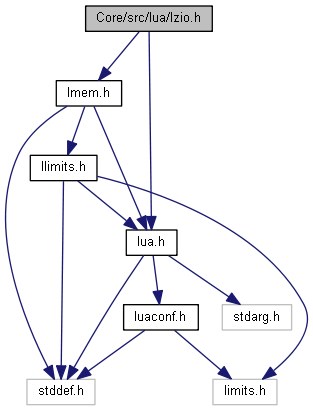 Core/src/lua/lzio.h
lmem.h
llimits.h
lua.h
luaconf.h
stdarg.h
stddef.h
limits.h